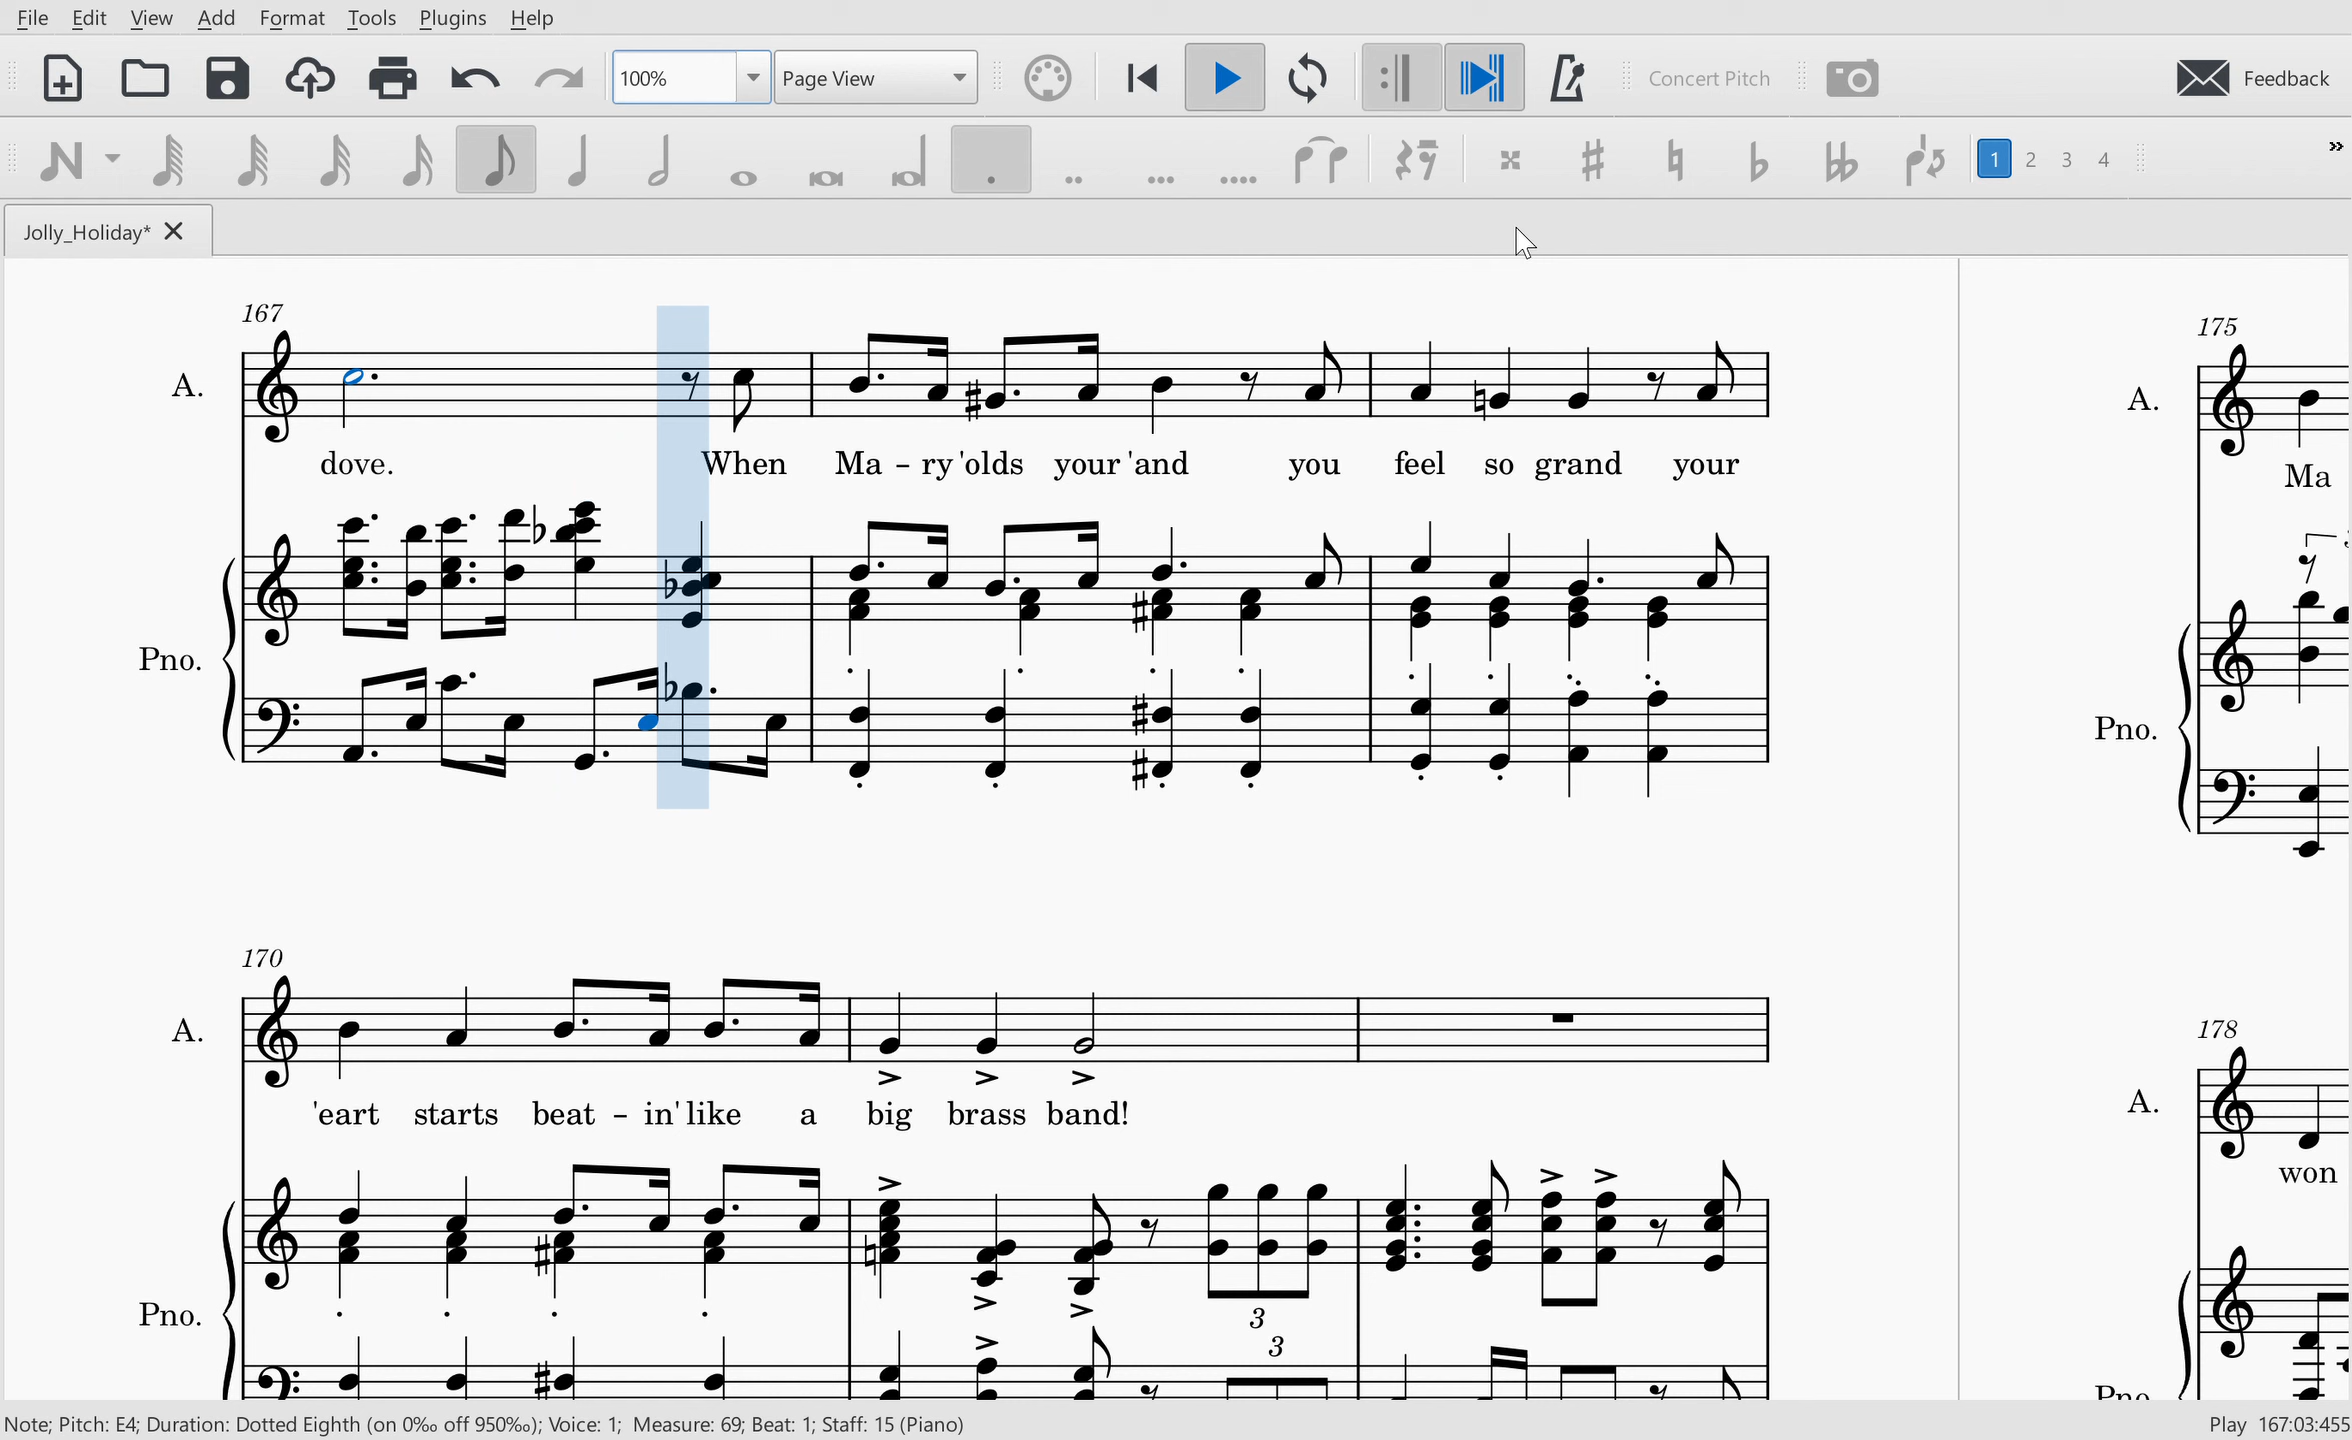 File Edit View Add Format Tools Plugins Help
100% Page View Concert Pitch Feedback
1 2 3 4
Jolly_Holiday*
167
A.
dove. When Ma - ry 'olds your 'and you feel so grand your
Pno.
170
A.
'eart starts beat - in' like a big brass band!
Pno.
3
3
175
A.
Ma
Pno.
178
A.
won
Note; Pitch: E4; Duration: Dotted Eighth (on 0‰ off 950‰); Voice: 1; Measure: 69; Beat: 1; Staff: 15 (Piano)
Play 167:03:455